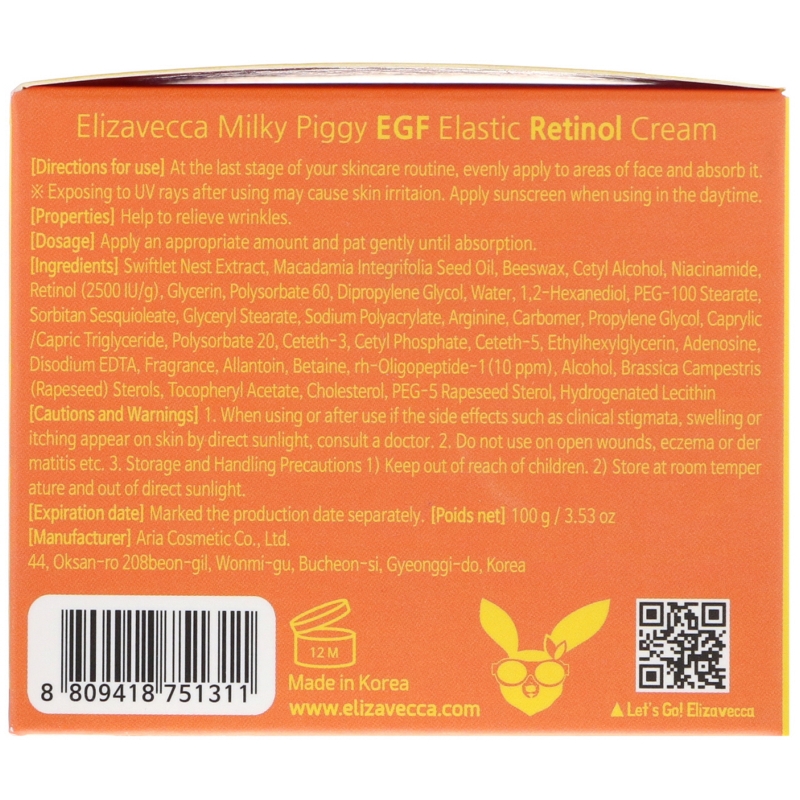 Elizavecca Milky Piggy EGF Elastic Retinol Cream
[Directions for use] At the last stage of your skincare routine, evenly apply to areas of face and absorb it.
※ Exposing to UV rays after using may cause skin irritaion. Apply sunscreen when using in the daytime.
[Properties] Help to relieve wrinkles.
[Dosage] Apply an appropriate amount and pat gently until absorption.
[Ingredients] Swiftlet Nest Extract, Macadamia Integrifolia Seed Oil, Beeswax, Cetyl Alcohol, Niacinamide,
Retinol (2500 IU/g), Glycerin, Polysorbate 60, Dipropylene Glycol, Water, 1,2-Hexanediol, PEG-100 Stearate,
Sorbitan Sesquioleate, Glyceryl Stearate, Sodium Polyacrylate, Arginine, Carbomer, Propylene Glycol, Caprylic
/Capric Triglyceride, Polysorbate 20, Ceteth-3, Cetyl Phosphate, Ceteth-5, Ethylhexylglycerin, Adenosine,
Disodium EDTA, Fragrance, Allantoin, Betaine, rh-Oligopeptide-1(10 ppm), Alcohol, Brassica Campestris
(Rapeseed) Sterols, Tocopheryl Acetate, Cholesterol, PEG-5 Rapeseed Sterol, Hydrogenated Lecithin
[Cautions and Warnings] 1. When using or after use if the side effects such as clinical stigmata, swelling or
itching appear on skin by direct sunlight, consult a doctor. 2. Do not use on open wounds, eczema or der
matitis etc. 3. Storage and Handling Precautions 1) Keep out of reach of children. 2) Store at room temper
ature and out of direct sunlight.
[Expiration date] Marked the production date separately. [Poids net] 100 g / 3.53 oz
[Manufacturer] Aria Cosmetic Co., Ltd.
44, Oksan-ro 208beon-gil, Wonmi-gu, Bucheon-si, Gyeonggi-do, Korea
12 M
8 809418 751311
Made in Korea
www.elizavecca.com
▲ Let's Go! Elizavecca